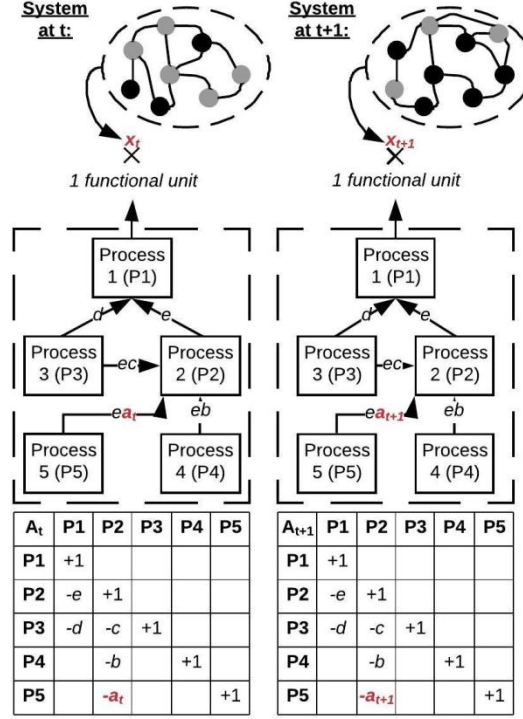 System at t:
x_t
×
1 functional unit
Process 1 (P1)
d
e
Process 3 (P3)
ec
Process 2 (P2)
ea_t
eb
Process 5 (P5)
Process 4 (P4)
A_t P1 P2 P3 P4 P5
P1 +1
P2 -e +1
P3 -d -c +1
P4 -b +1
P5 -a_t +1
System at t+1:
x_{t+1}
×
1 functional unit
Process 1 (P1)
d
e
Process 3 (P3)
ec
Process 2 (P2)
ea_{t+1}
eb
Process 5 (P5)
Process 4 (P4)
A_{t+1} P1 P2 P3 P4 P5
P1 +1
P2 -e +1
P3 -d -c +1
P4 -b +1
P5 -a_{t+1} +1